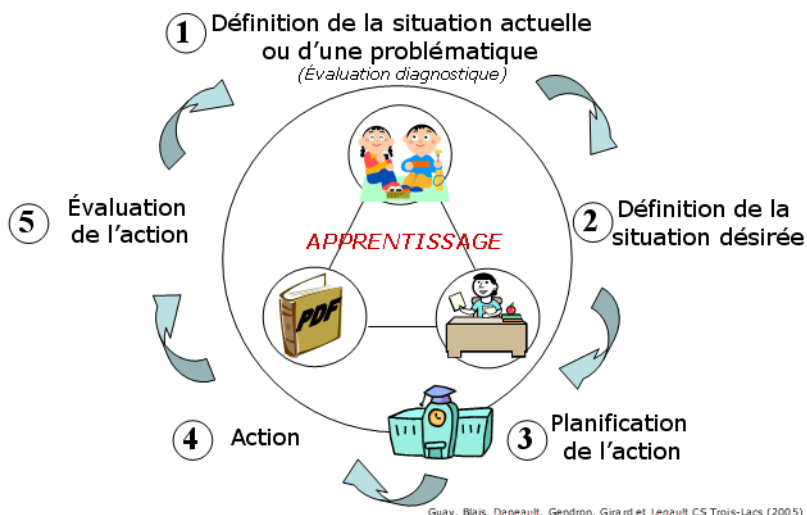 1 Définition de la situation actuelle
ou d'une problématique
(Évaluation diagnostique)
2 Définition de la
situation désirée
3 Planification
de l'action
4 Action
5 Évaluation
de l'action
APPRENTISSAGE
PDF
Guay, Blais, Daneault, Gendron, Girard et Legault CS Trois-Lacs (2005)